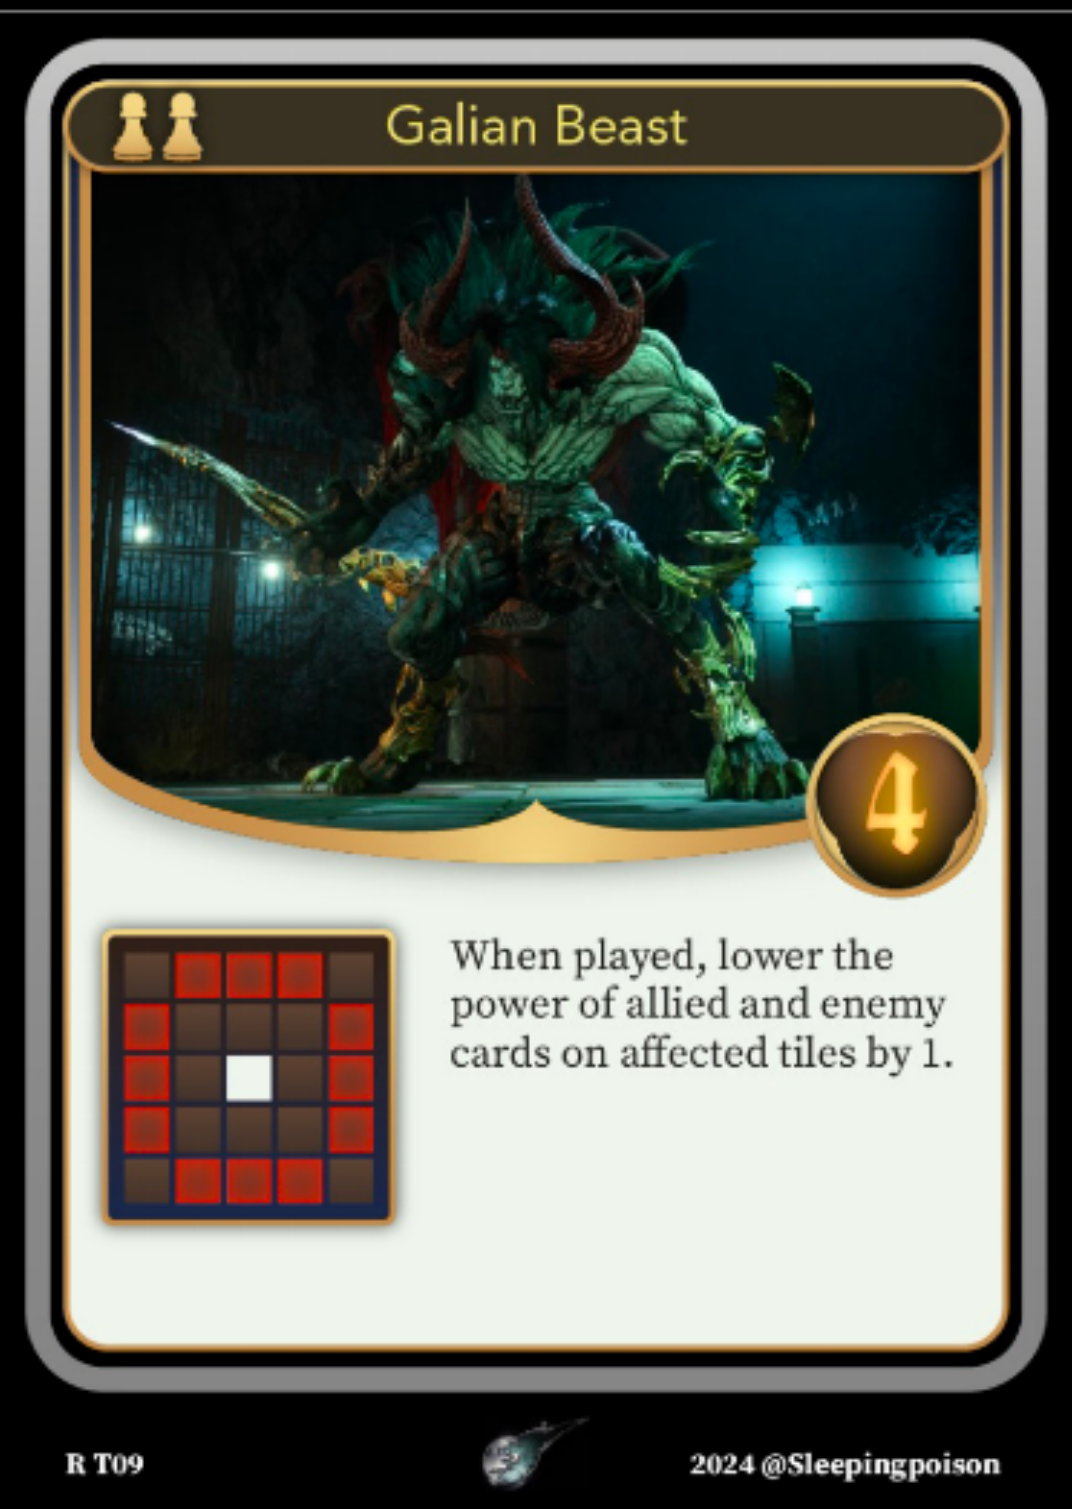 Galian Beast
4
When played, lower the
power of allied and enemy
cards on affected tiles by 1.
R T09
2024 @Sleepingpoison